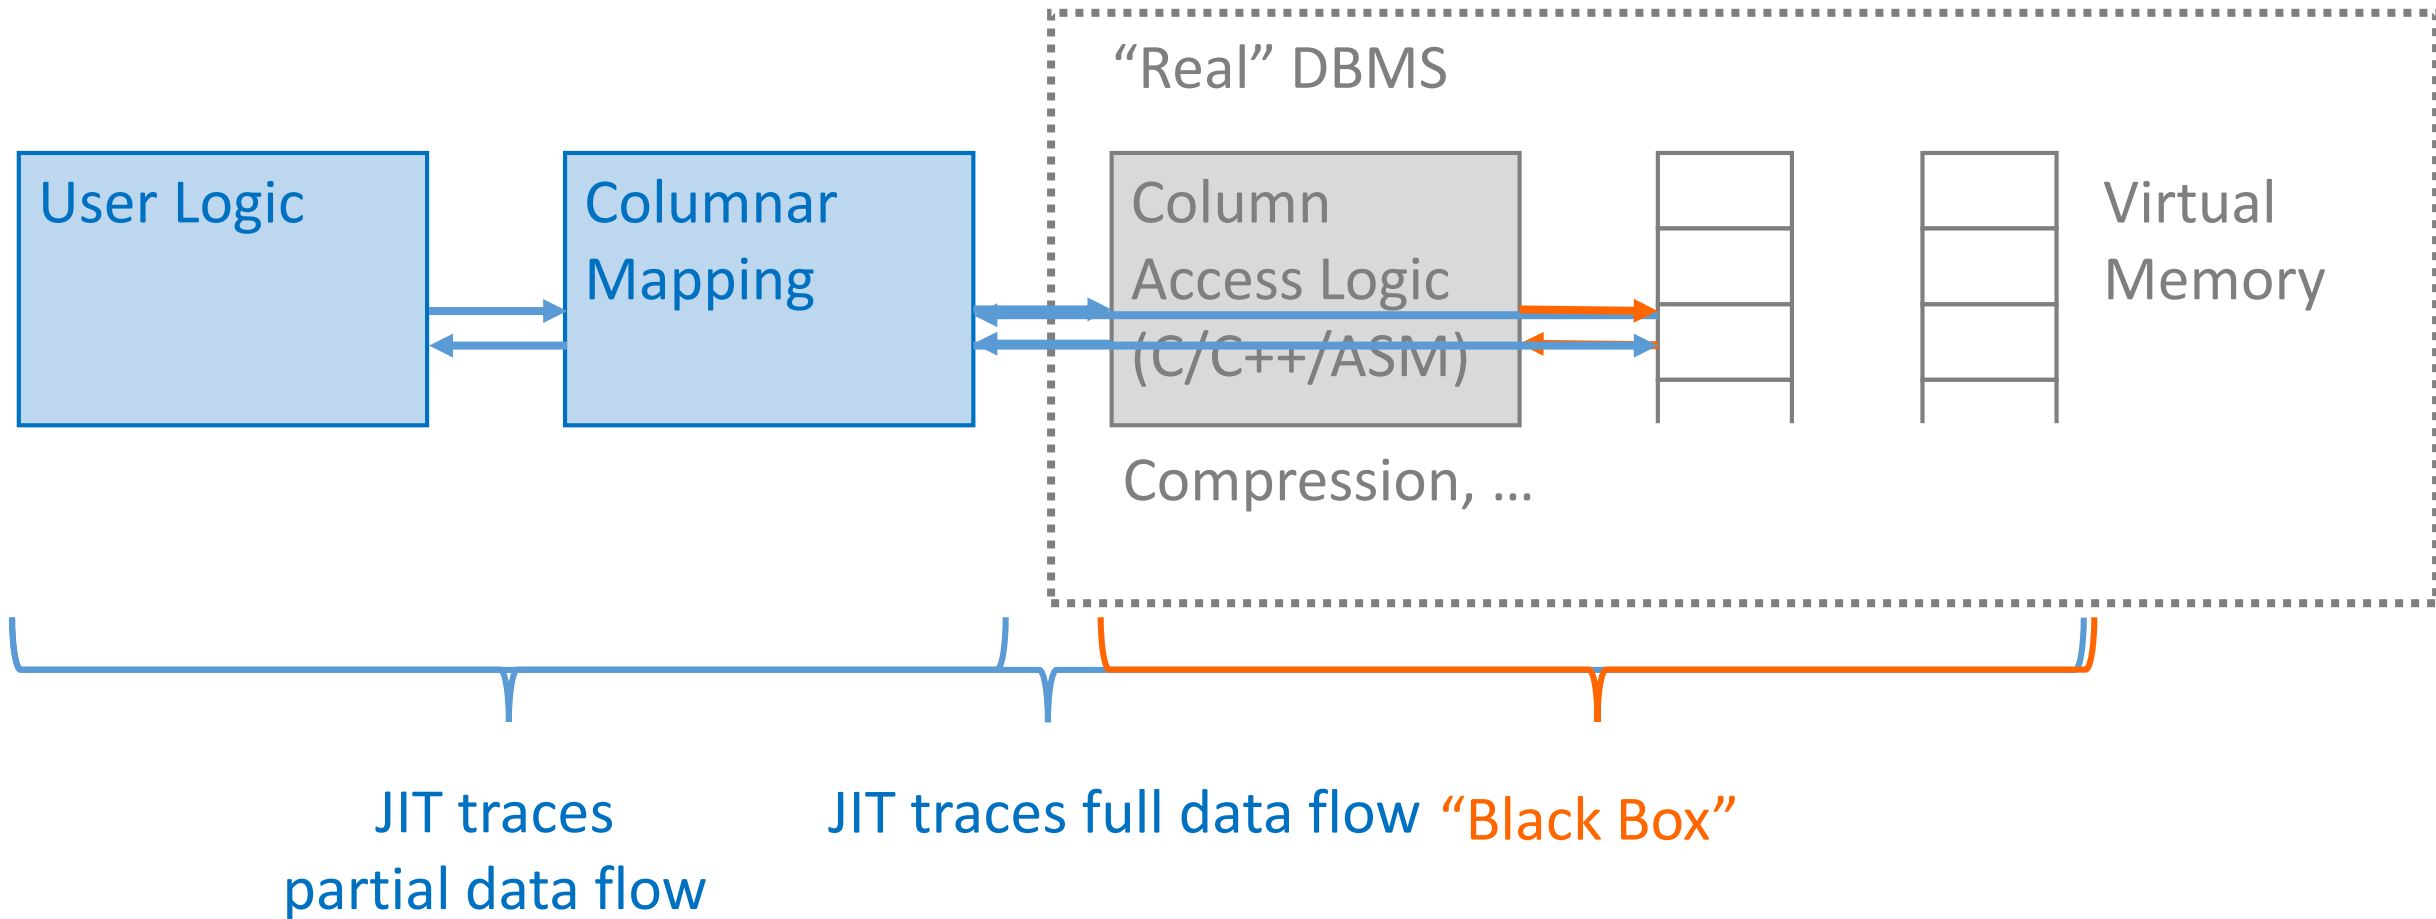 “Real” DBMS
User Logic
Columnar
Mapping
Column
Access Logic
(C/C++/ASM)
Virtual
Memory
Compression, ...
JIT traces
partial data flow
JIT traces full data flow
“Black Box”